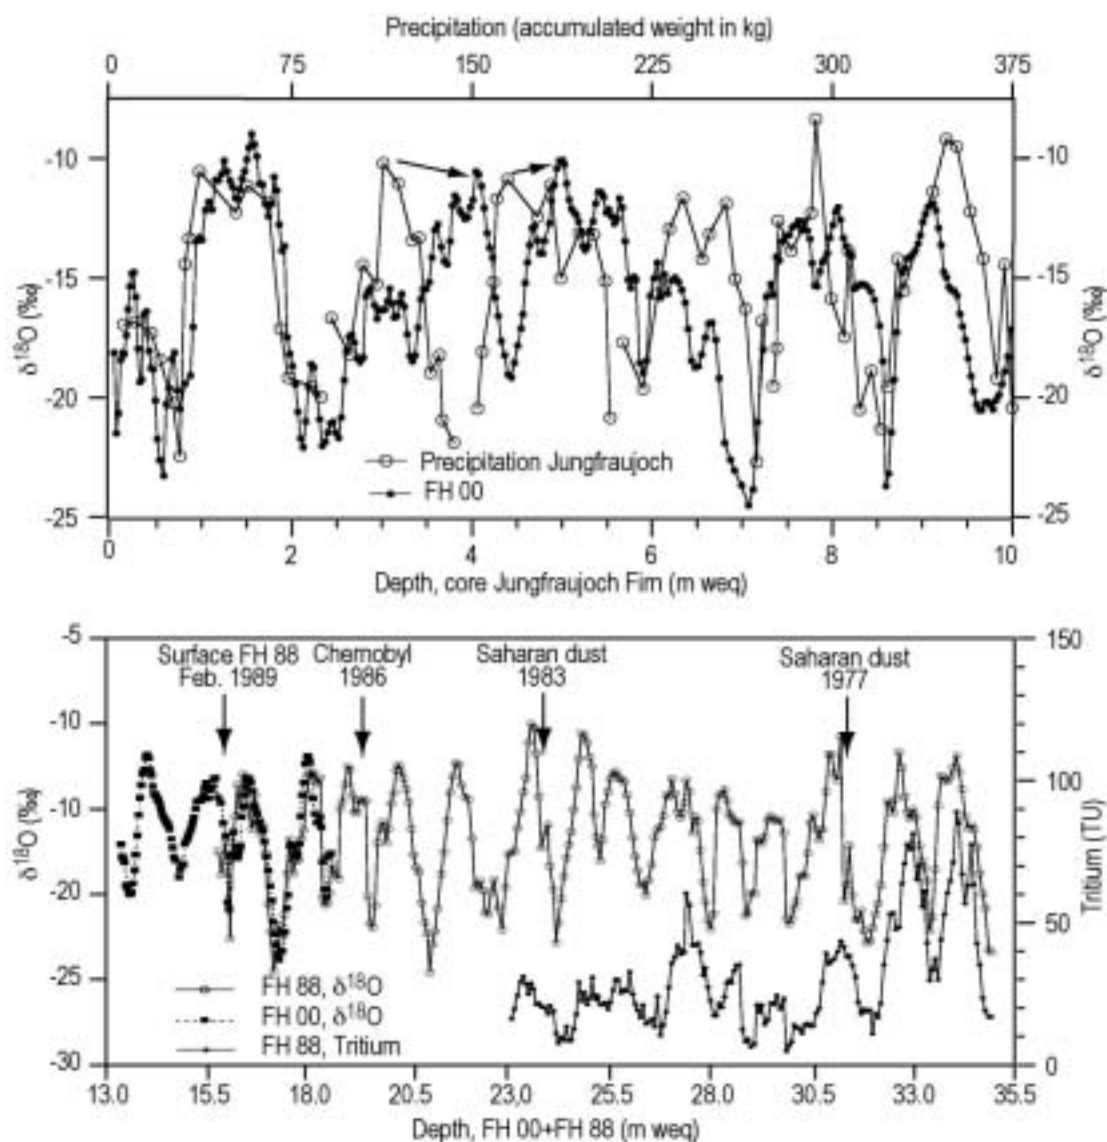 Precipitation (accumulated weight in kg)
0 75 150 225 300 375
-10 -10
-15 -15
-20 -20
-25 -25
δ¹⁸O (‰)
δ¹⁸O (‰)
Precipitation Jungfraujoch
FH 00
0 2 4 6 8 10
Depth, core Jungfraujoch Firn (m weq)
-5 150
Surface FH 88 Chernobyl Saharan dust Saharan dust
Feb. 1989 1986 1983 1977
-10
-10 100
-20
50
-25
-30 0
δ¹⁸O (‰)
Tritium (TU)
FH 88, δ¹⁸O
FH 00, δ¹⁸O
FH 88, Tritium
13.0 15.5 18.0 20.5 23.0 25.5 28.0 30.5 33.0 35.5
Depth, FH 00+FH 88 (m weq)